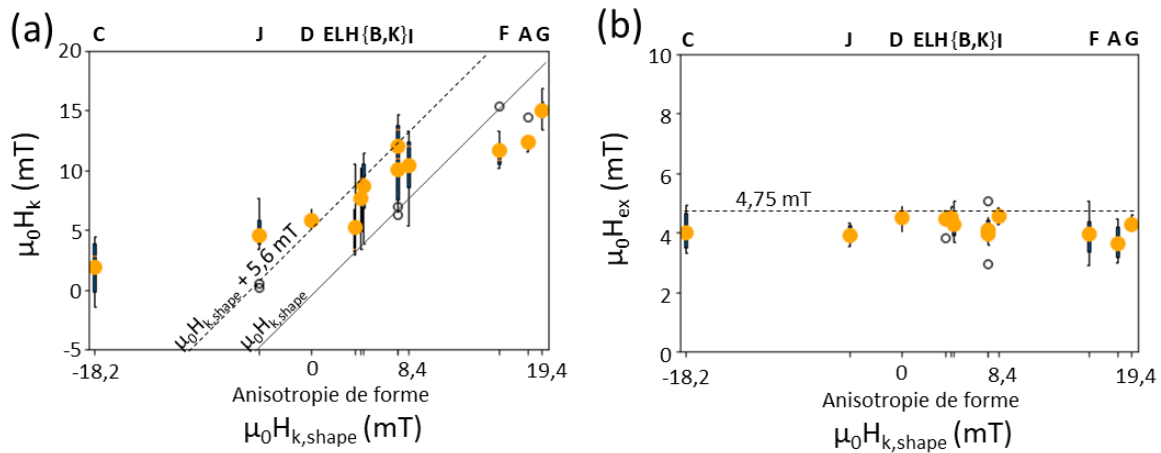 (a)
C J D ELH{B,K}I F A G
20
15
10
5
0
-5
μ₀Hₖ (mT)
μ₀Hₖ,shape + 5,6 mT
μ₀Hₖ,shape
-18,2 0 8,4 19,4
Anisotropie de forme
μ₀Hₖ,shape (mT)
(b)
C J D ELH{B,K}I F A G
10
8
6
4
2
0
μ₀Hex (mT)
4,75 mT
-18,2 0 8,4 19,4
Anisotropie de forme
μ₀Hₖ,shape (mT)